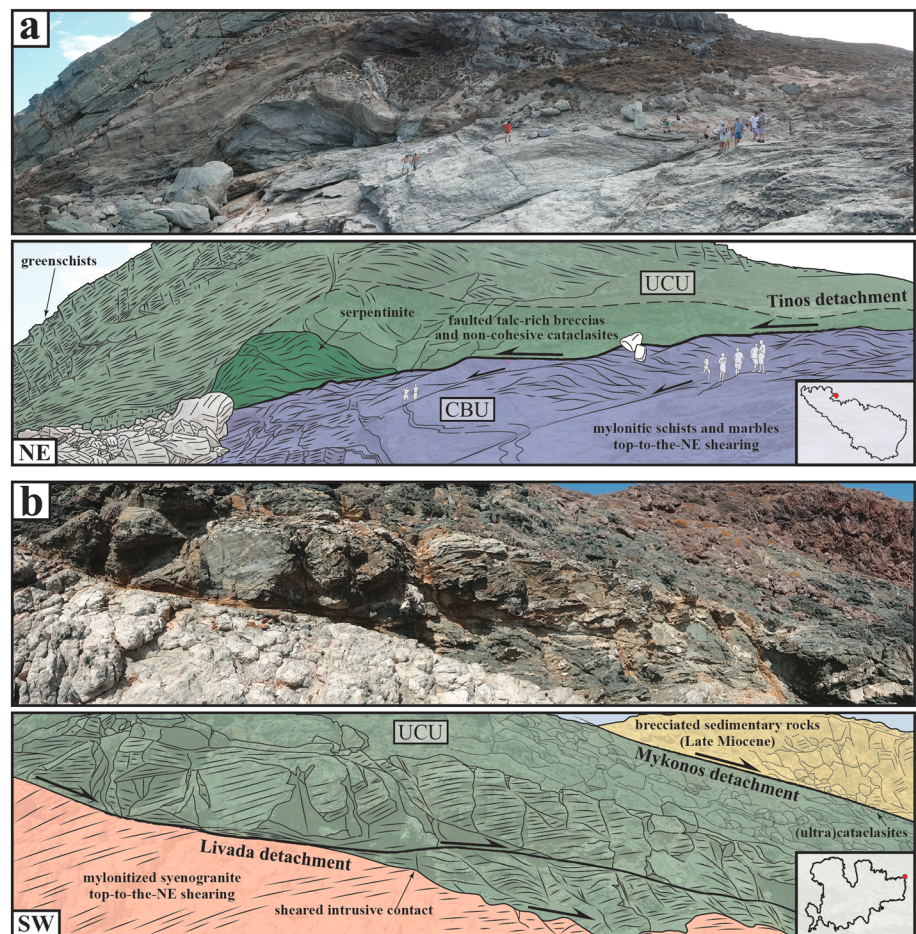 a
greenschists
UCU
Tinos detachment
serpentinite
faulted talc-rich breccias
and non-cohesive cataclasites
CBU
mylonitic schists and marbles
top-to-the-NE shearing
NE
b
UCU
brecciated sedimentary rocks
(Late Miocene)
Mykonos detachment
(ultra)cataclasites
Livada detachment
mylonitized syenogranite
top-to-the-NE shearing
sheared intrusive contact
SW